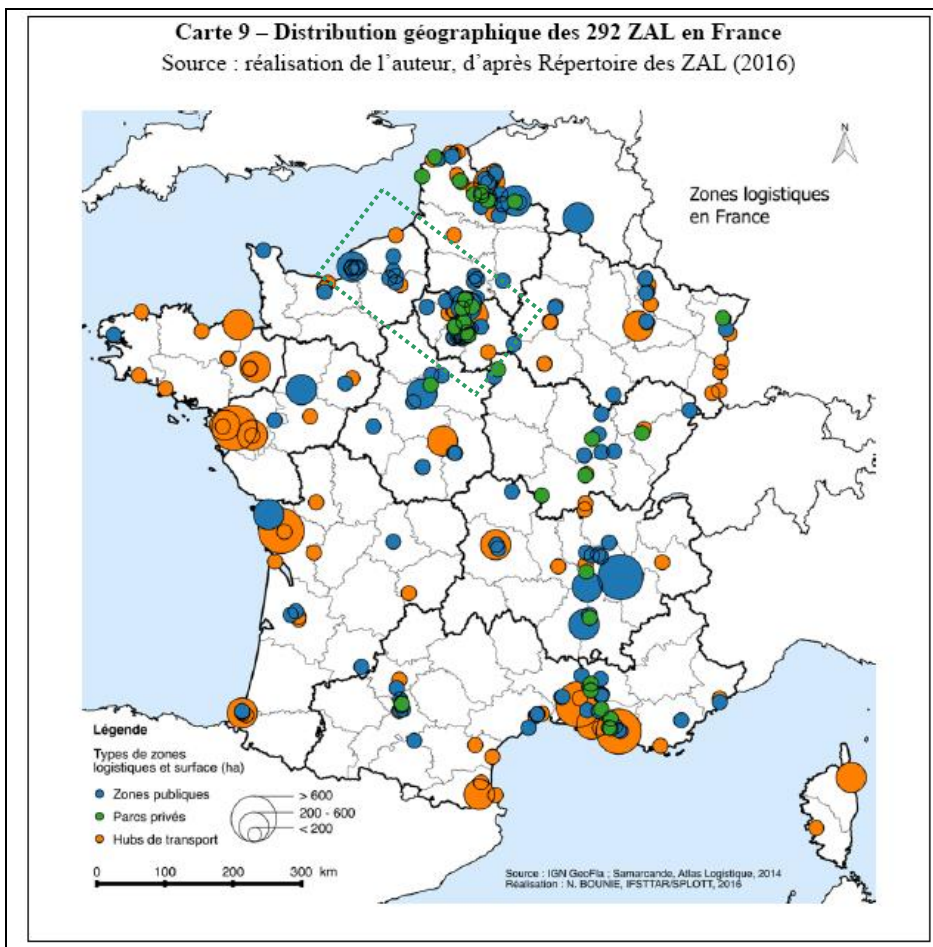 Carte 9 – Distribution géographique des 292 ZAL en France
Source : réalisation de l'auteur, d'après Répertoire des ZAL (2016)
N
Zones logistiques
en France
Légende
Types de zones
logistiques et surface (ha)
Zones publiques
Parcs privés
Hubs de transport
> 600
200 - 600
< 200
0 100 200 300 km
Source : IGN GeoFla ; Samarcande, Atlas Logistique, 2014
Réalisation : N. BOUNIE, IFSTTAR/SPLOTT, 2016